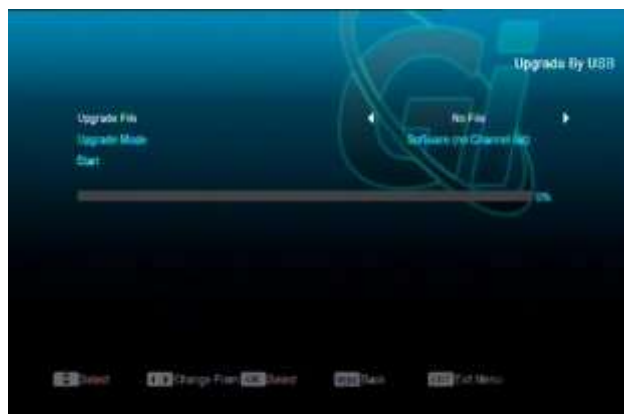 Upgrade By USB
Upgrade File No File
Upgrade Mode Software (no Channel list)
Start
0%
Select Change Select Back Exit Menu